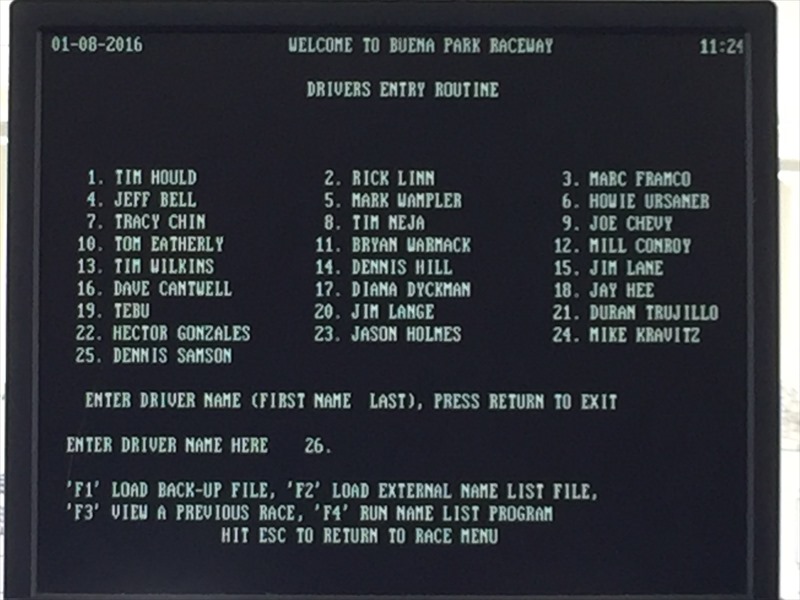 01-08-2016 WELCOME TO BUENA PARK RACEWAY 11:24
DRIVERS ENTRY ROUTINE
1. TIM HOULD 2. RICK LINN 3. MARC FRAMCO
4. JEFF BELL 5. MARK WAMPLER 6. HOWIE URSANER
7. TRACY CHIN 8. TIM NEJA 9. JOE CHEVY
10. TOM EATHERLY 11. BRYAN WARMACK 12. MILL CONROY
13. TIM WILKINS 14. DENNIS HILL 15. JIM LANE
16. DAVE CANTWELL 17. DIANA DYCKMAN 18. JAY HEE
19. TEBU 20. JIM LANGE 21. DURAN TRUJILLO
22. HECTOR GONZALES 23. JASON HOLMES 24. MIKE KRAVITZ
25. DENNIS SAMSON
ENTER DRIVER NAME (FIRST NAME LAST), PRESS RETURN TO EXIT
ENTER DRIVER NAME HERE 26.
'F1' LOAD BACK-UP FILE, 'F2' LOAD EXTERNAL NAME LIST FILE,
'F3' VIEW A PREVIOUS RACE, 'F4' RUN NAME LIST PROGRAM
HIT ESC TO RETURN TO RACE MENU